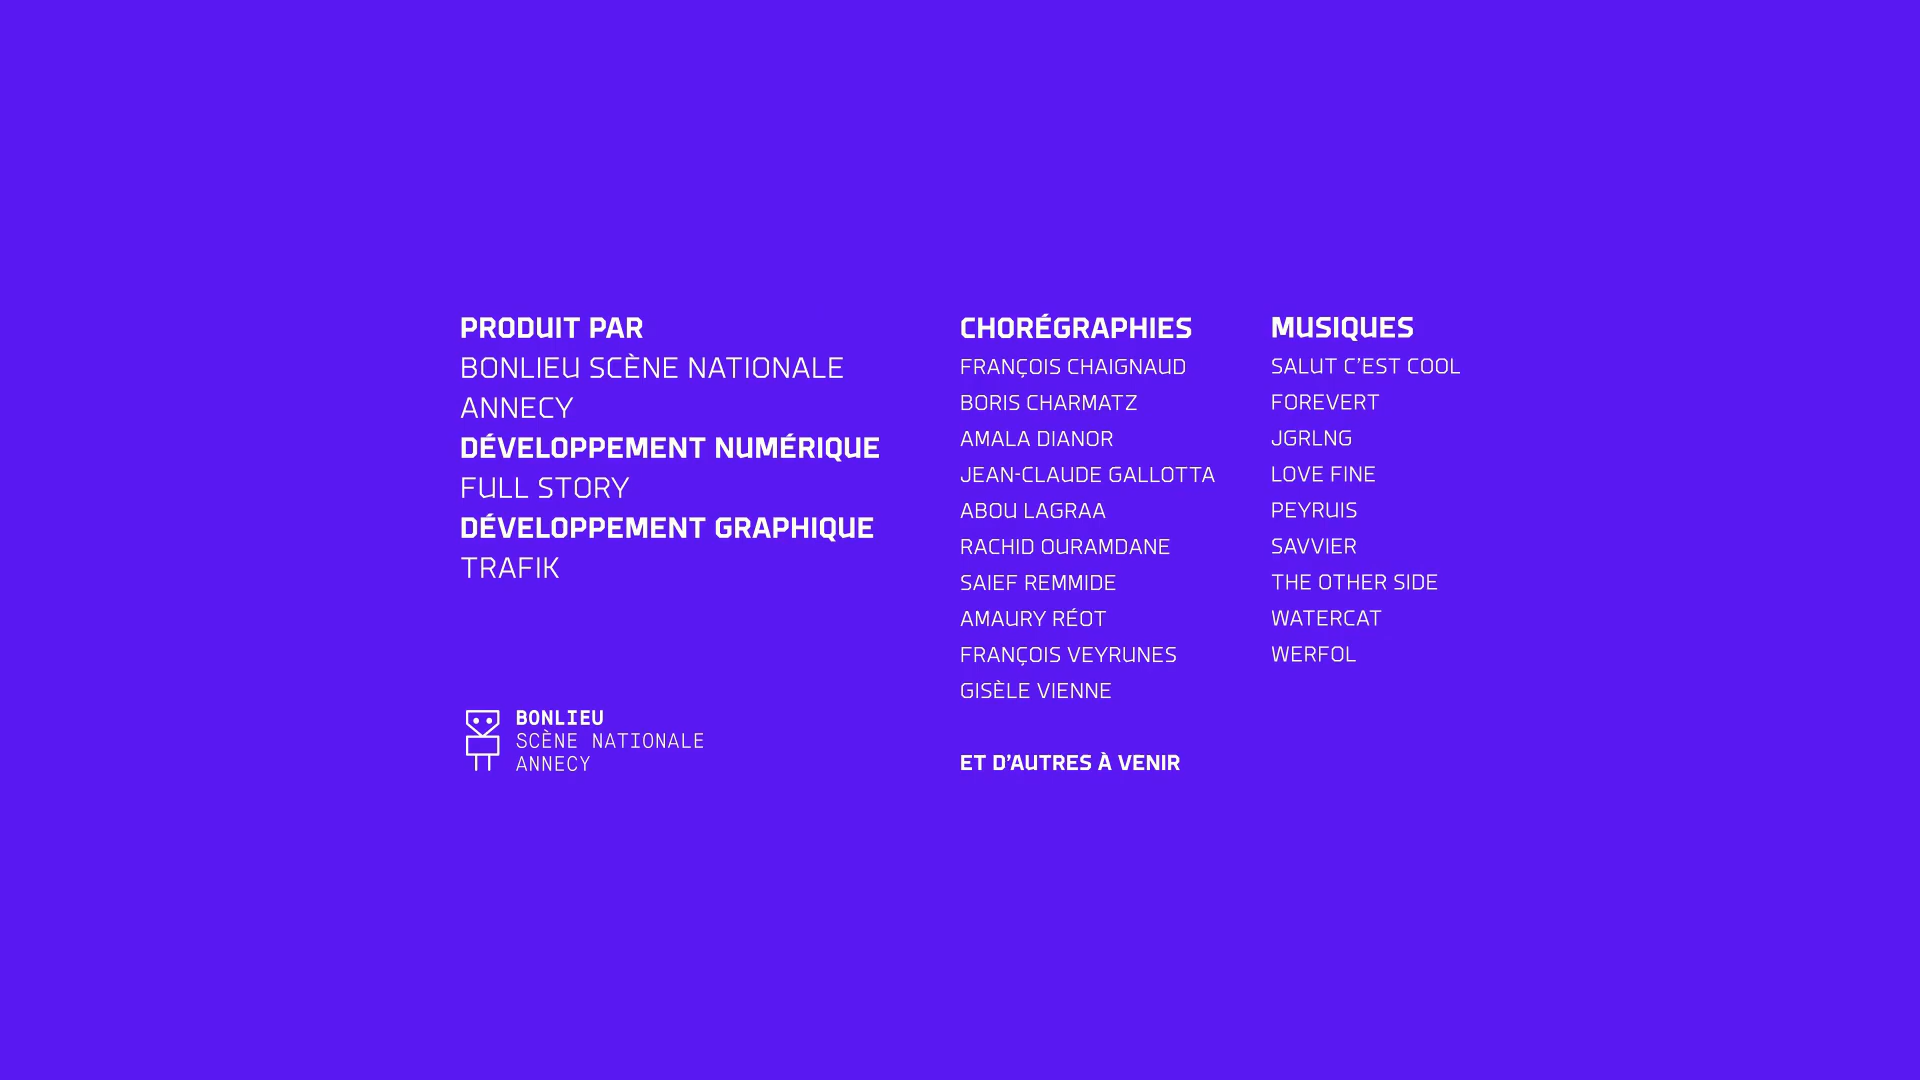 PRODUIT PAR
BONLIEU SCÈNE NATIONALE
ANNECY
DÉVELOPPEMENT NUMÉRIQUE
FULL STORY
DÉVELOPPEMENT GRAPHIQUE
TRAFIK
BONLIEU
SCÈNE NATIONALE
ANNECY
CHORÉGRAPHIES
FRANÇOIS CHAIGNAUD
BORIS CHARMATZ
AMALA DIANOR
JEAN-CLAUDE GALLOTTA
ABOU LAGRAA
RACHID OURAMDANE
SAIEF REMMIDE
AMAURY RÉOT
FRANÇOIS VEYRUNES
GISÈLE VIENNE
ET D’AUTRES À VENIR
MUSIQUES
SALUT C’EST COOL
FOREVERT
JGRLNG
LOVE FINE
PEYRUIS
SAVVIER
THE OTHER SIDE
WATERCAT
WERFOL